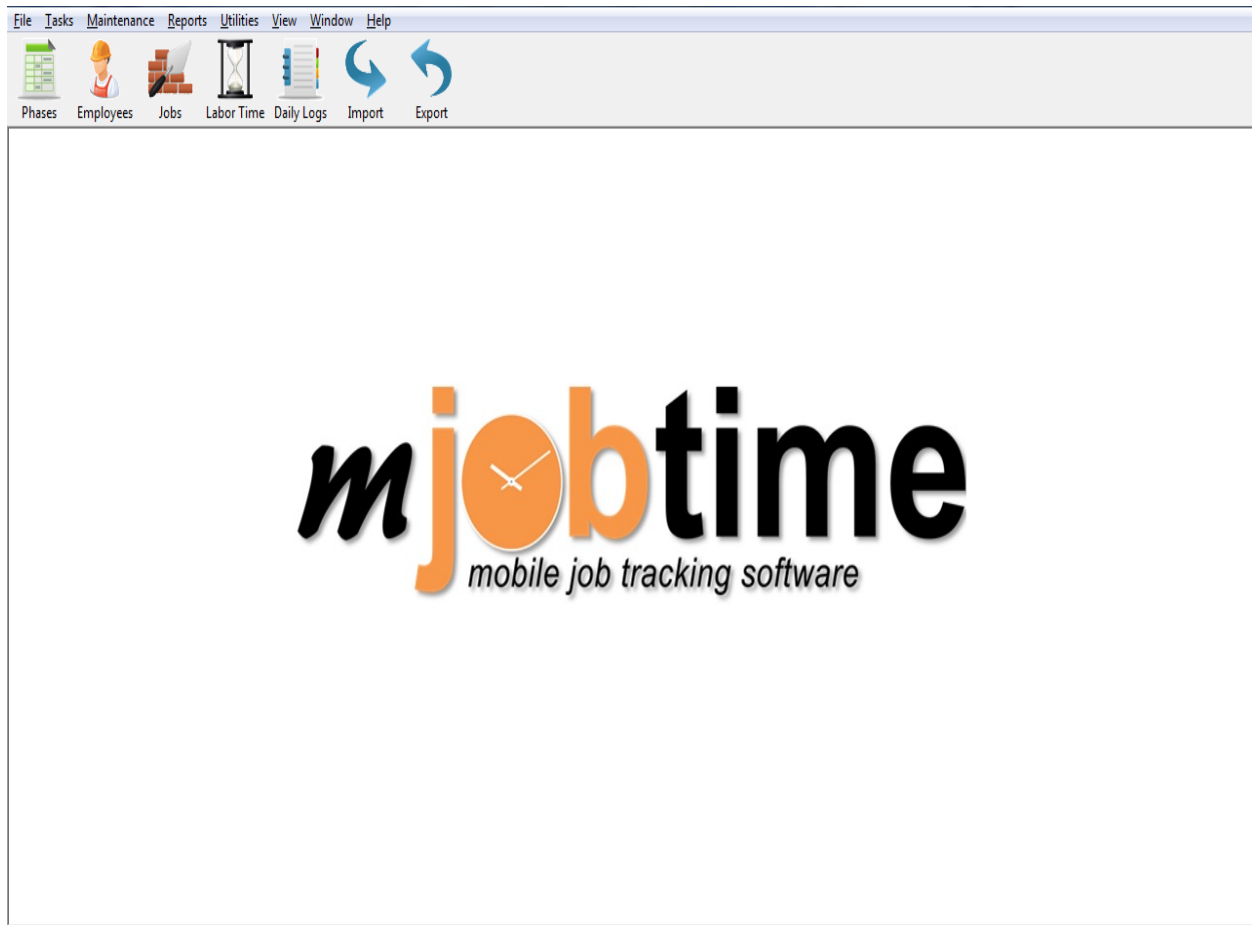 File Tasks Maintenance Reports Utilities View Window Help
Phases Employees Jobs Labor Time Daily Logs Import Export
mjobtime
mobile job tracking software